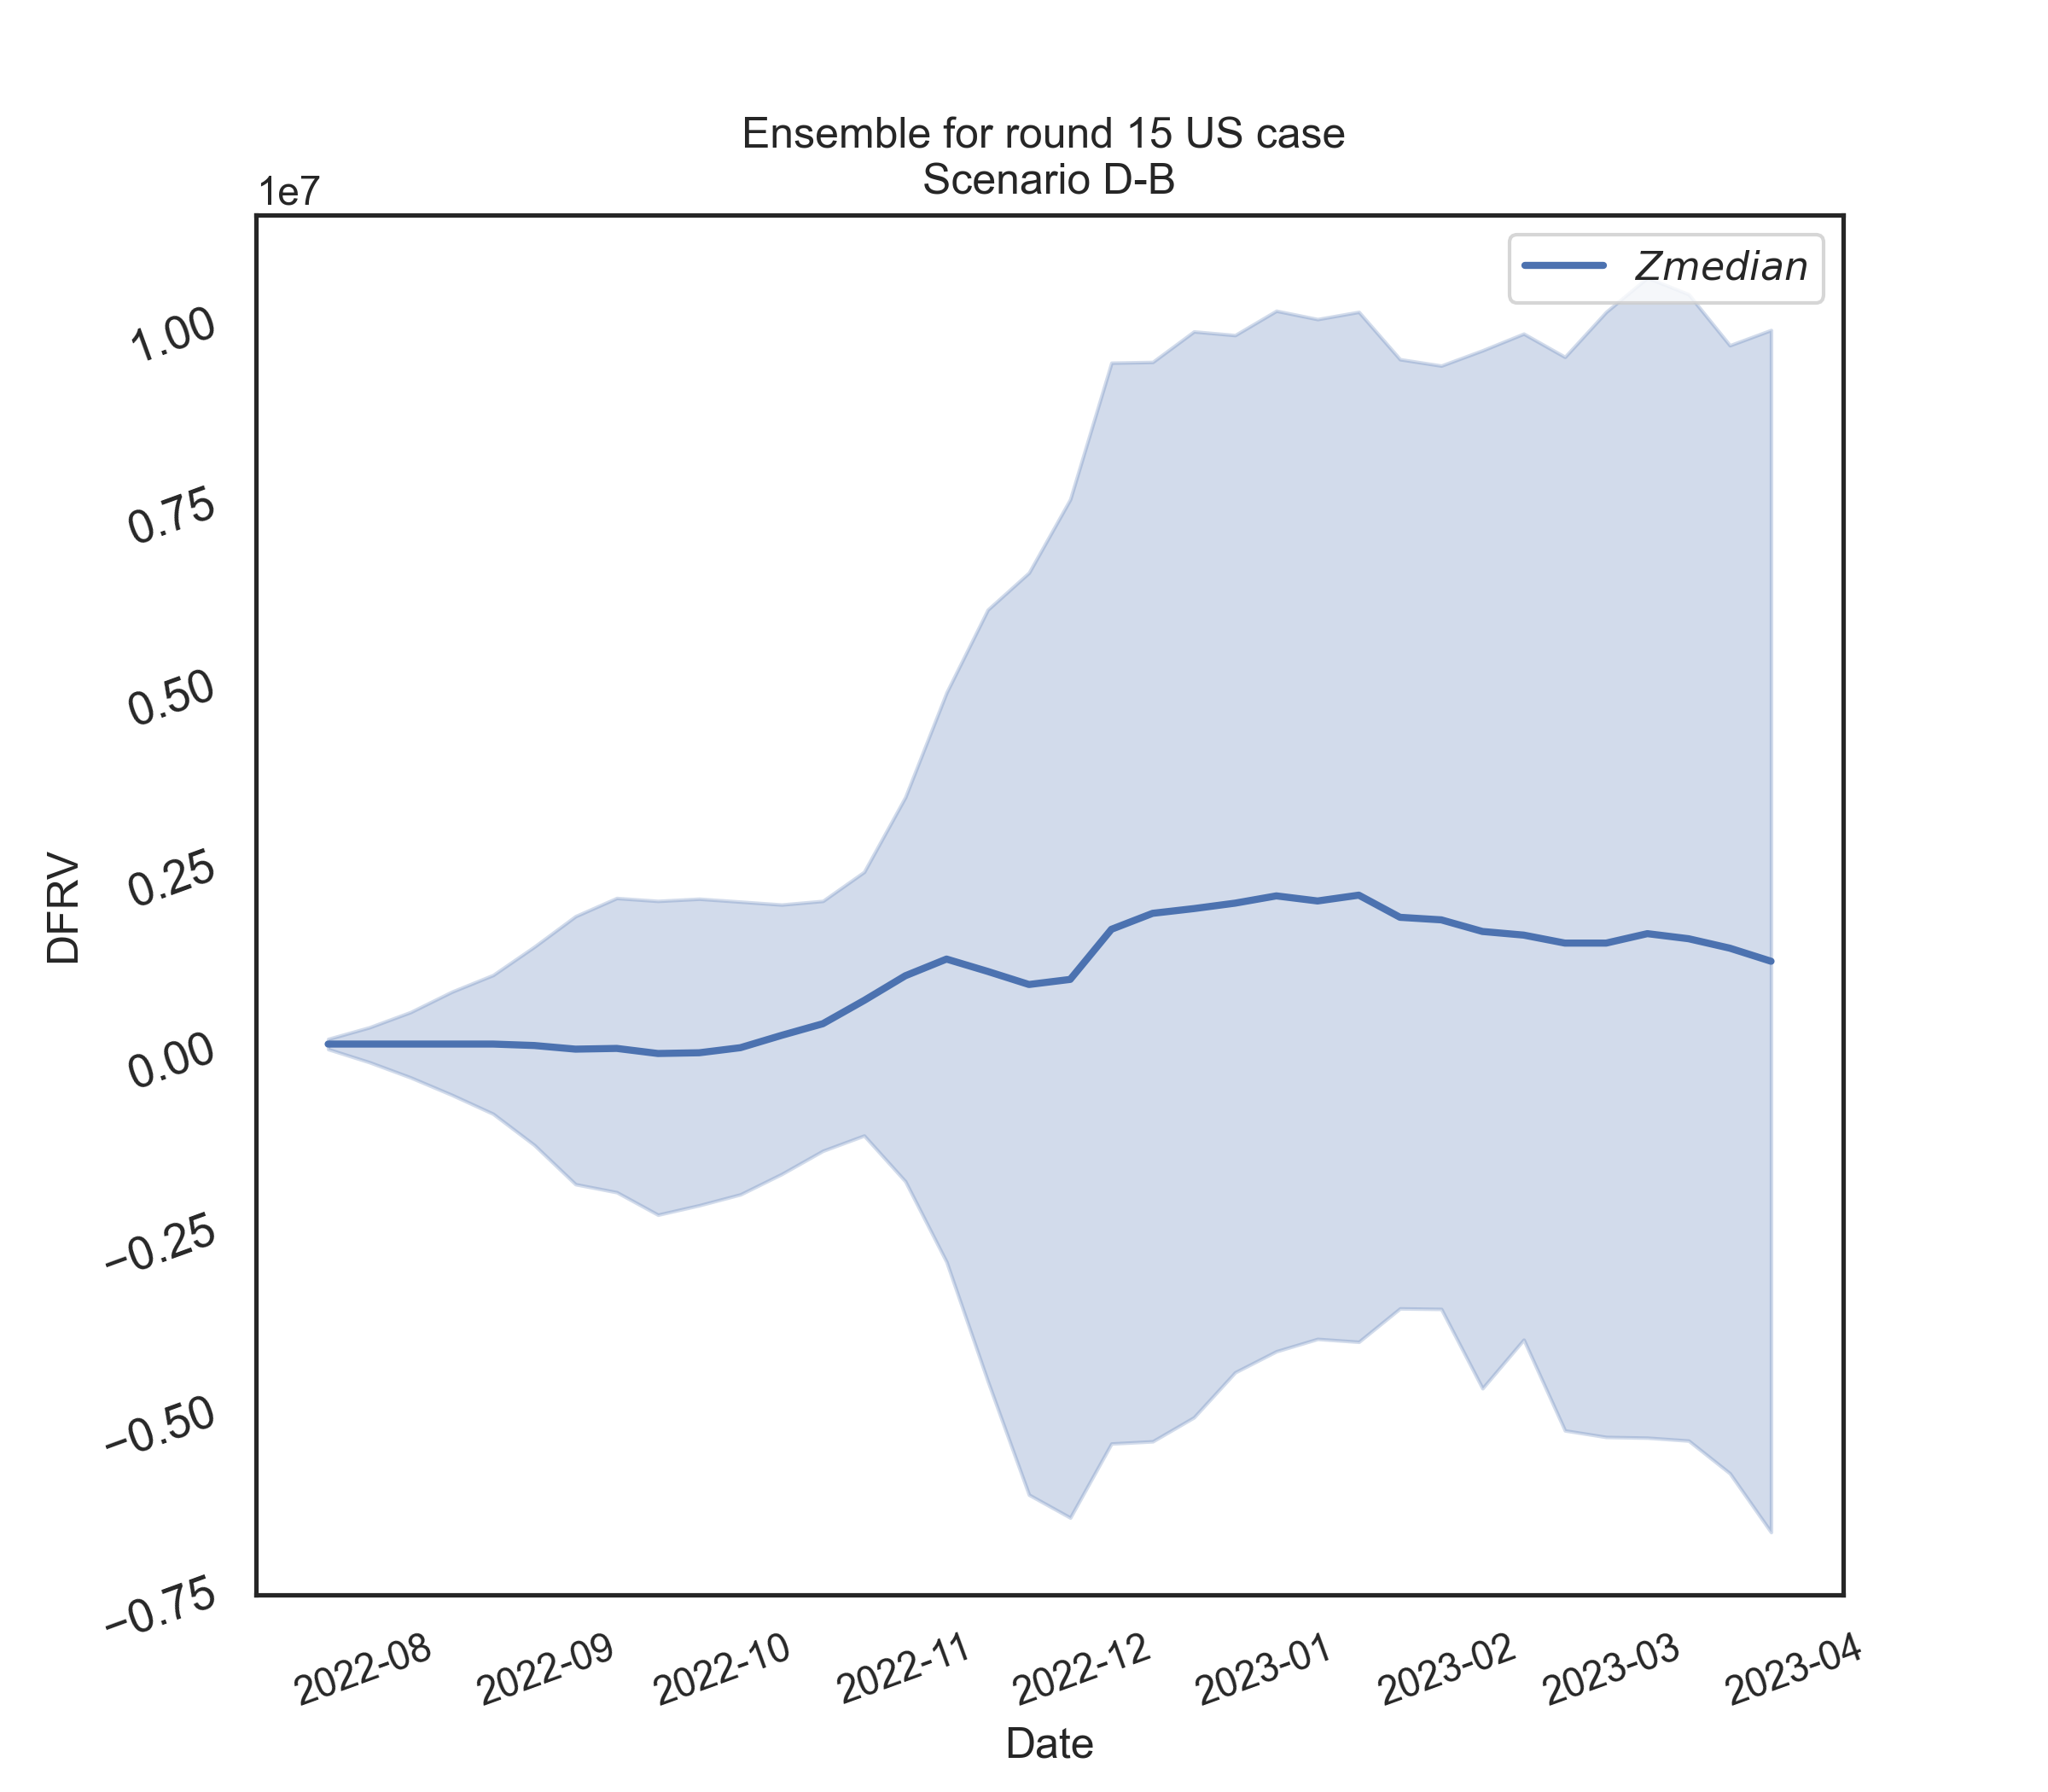 Ensemble for round 15 US case
Scenario D-B
1e7
Zmedian
1.00
0.75
0.50
0.25
0.00
−0.25
−0.50
−0.75
DFRV
2022-08
2022-09
2022-10
2022-11
2022-12
2023-01
2023-02
2023-03
2023-04
Date